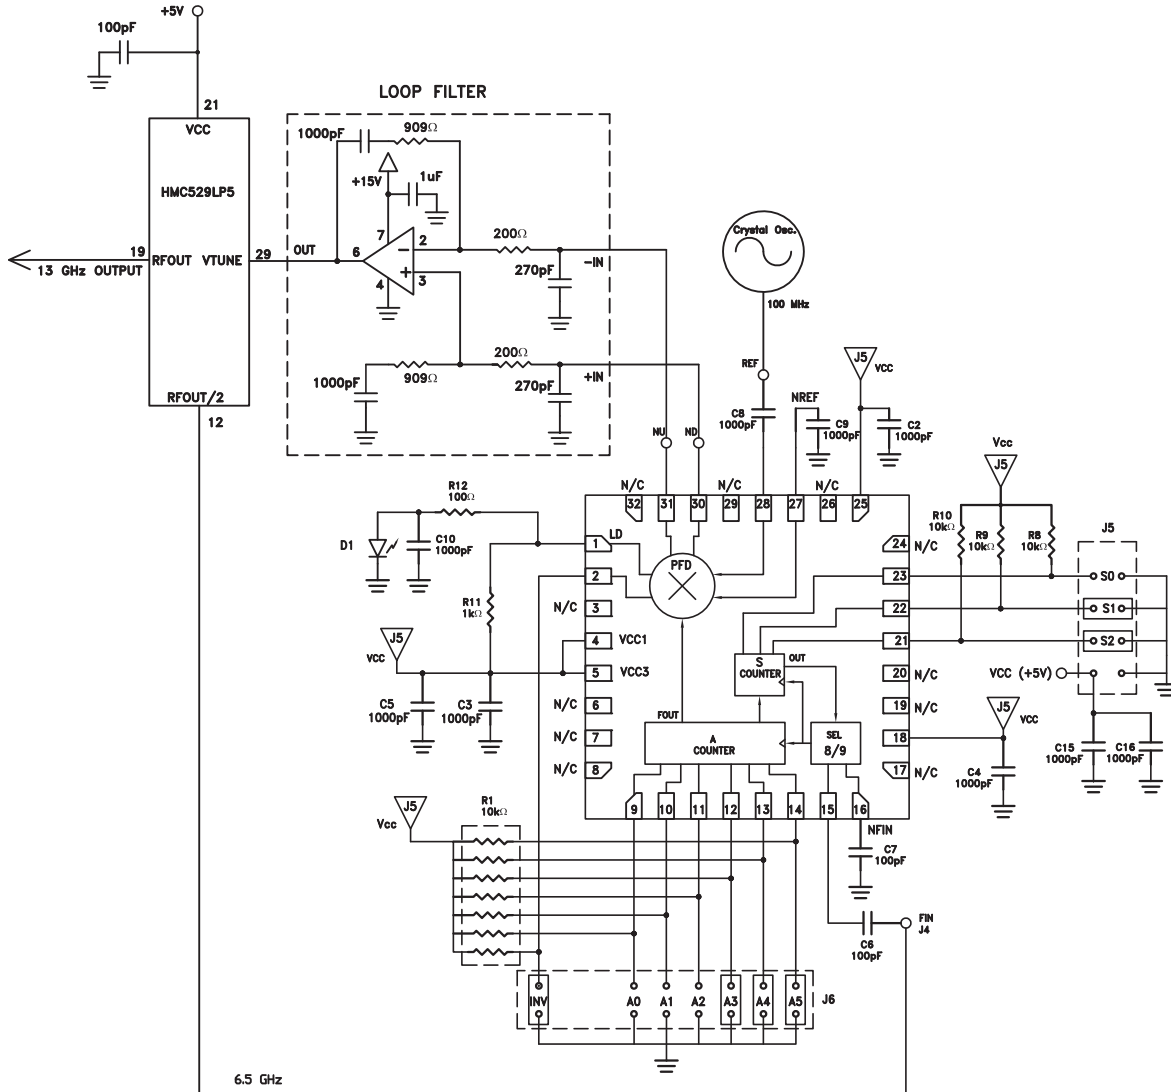 +5V
100pF
21
VCC
HMC529LP5
19
RFOUT VTUNE
29
13 GHz OUTPUT
RFOUT/2
12
LOOP FILTER
1000pF
909Ω
+15V
1uF
7
2
OUT
6
200Ω
−
+
3
4
270pF
-IN
1000pF
909Ω
200Ω
270pF
+IN
Crystal Osc.
100 MHz
REF
C8
1000pF
NREF
C9
1000pF
J5
VCC
C2
1000pF
NU
ND
N/C
N/C
N/C
32
31
30
29
28
27
26
25
R12
100Ω
D1
C10
1000pF
LD
1
2
N/C
3
4
VCC1
5
VCC3
N/C
6
N/C
7
N/C
8
R11
1kΩ
J5
VCC
C5
1000pF
C3
1000pF
PFD
S
COUNTER
OUT
FOUT
A
COUNTER
SEL
8/9
24
N/C
23
22
21
20
N/C
19
N/C
18
17
N/C
Vcc
J5
R10
10kΩ
R9
10kΩ
R8
10kΩ
J5
S0
S1
S2
VCC (+5V)
J5
VCC
C4
1000pF
C15
1000pF
C16
1000pF
9
10
11
12
13
14
15
16
NFIN
C7
100pF
J5
Vcc
R1
10kΩ
C6
100pF
FIN
J4
INV
A0
A1
A2
A3
A4
A5
J6
6.5 GHz